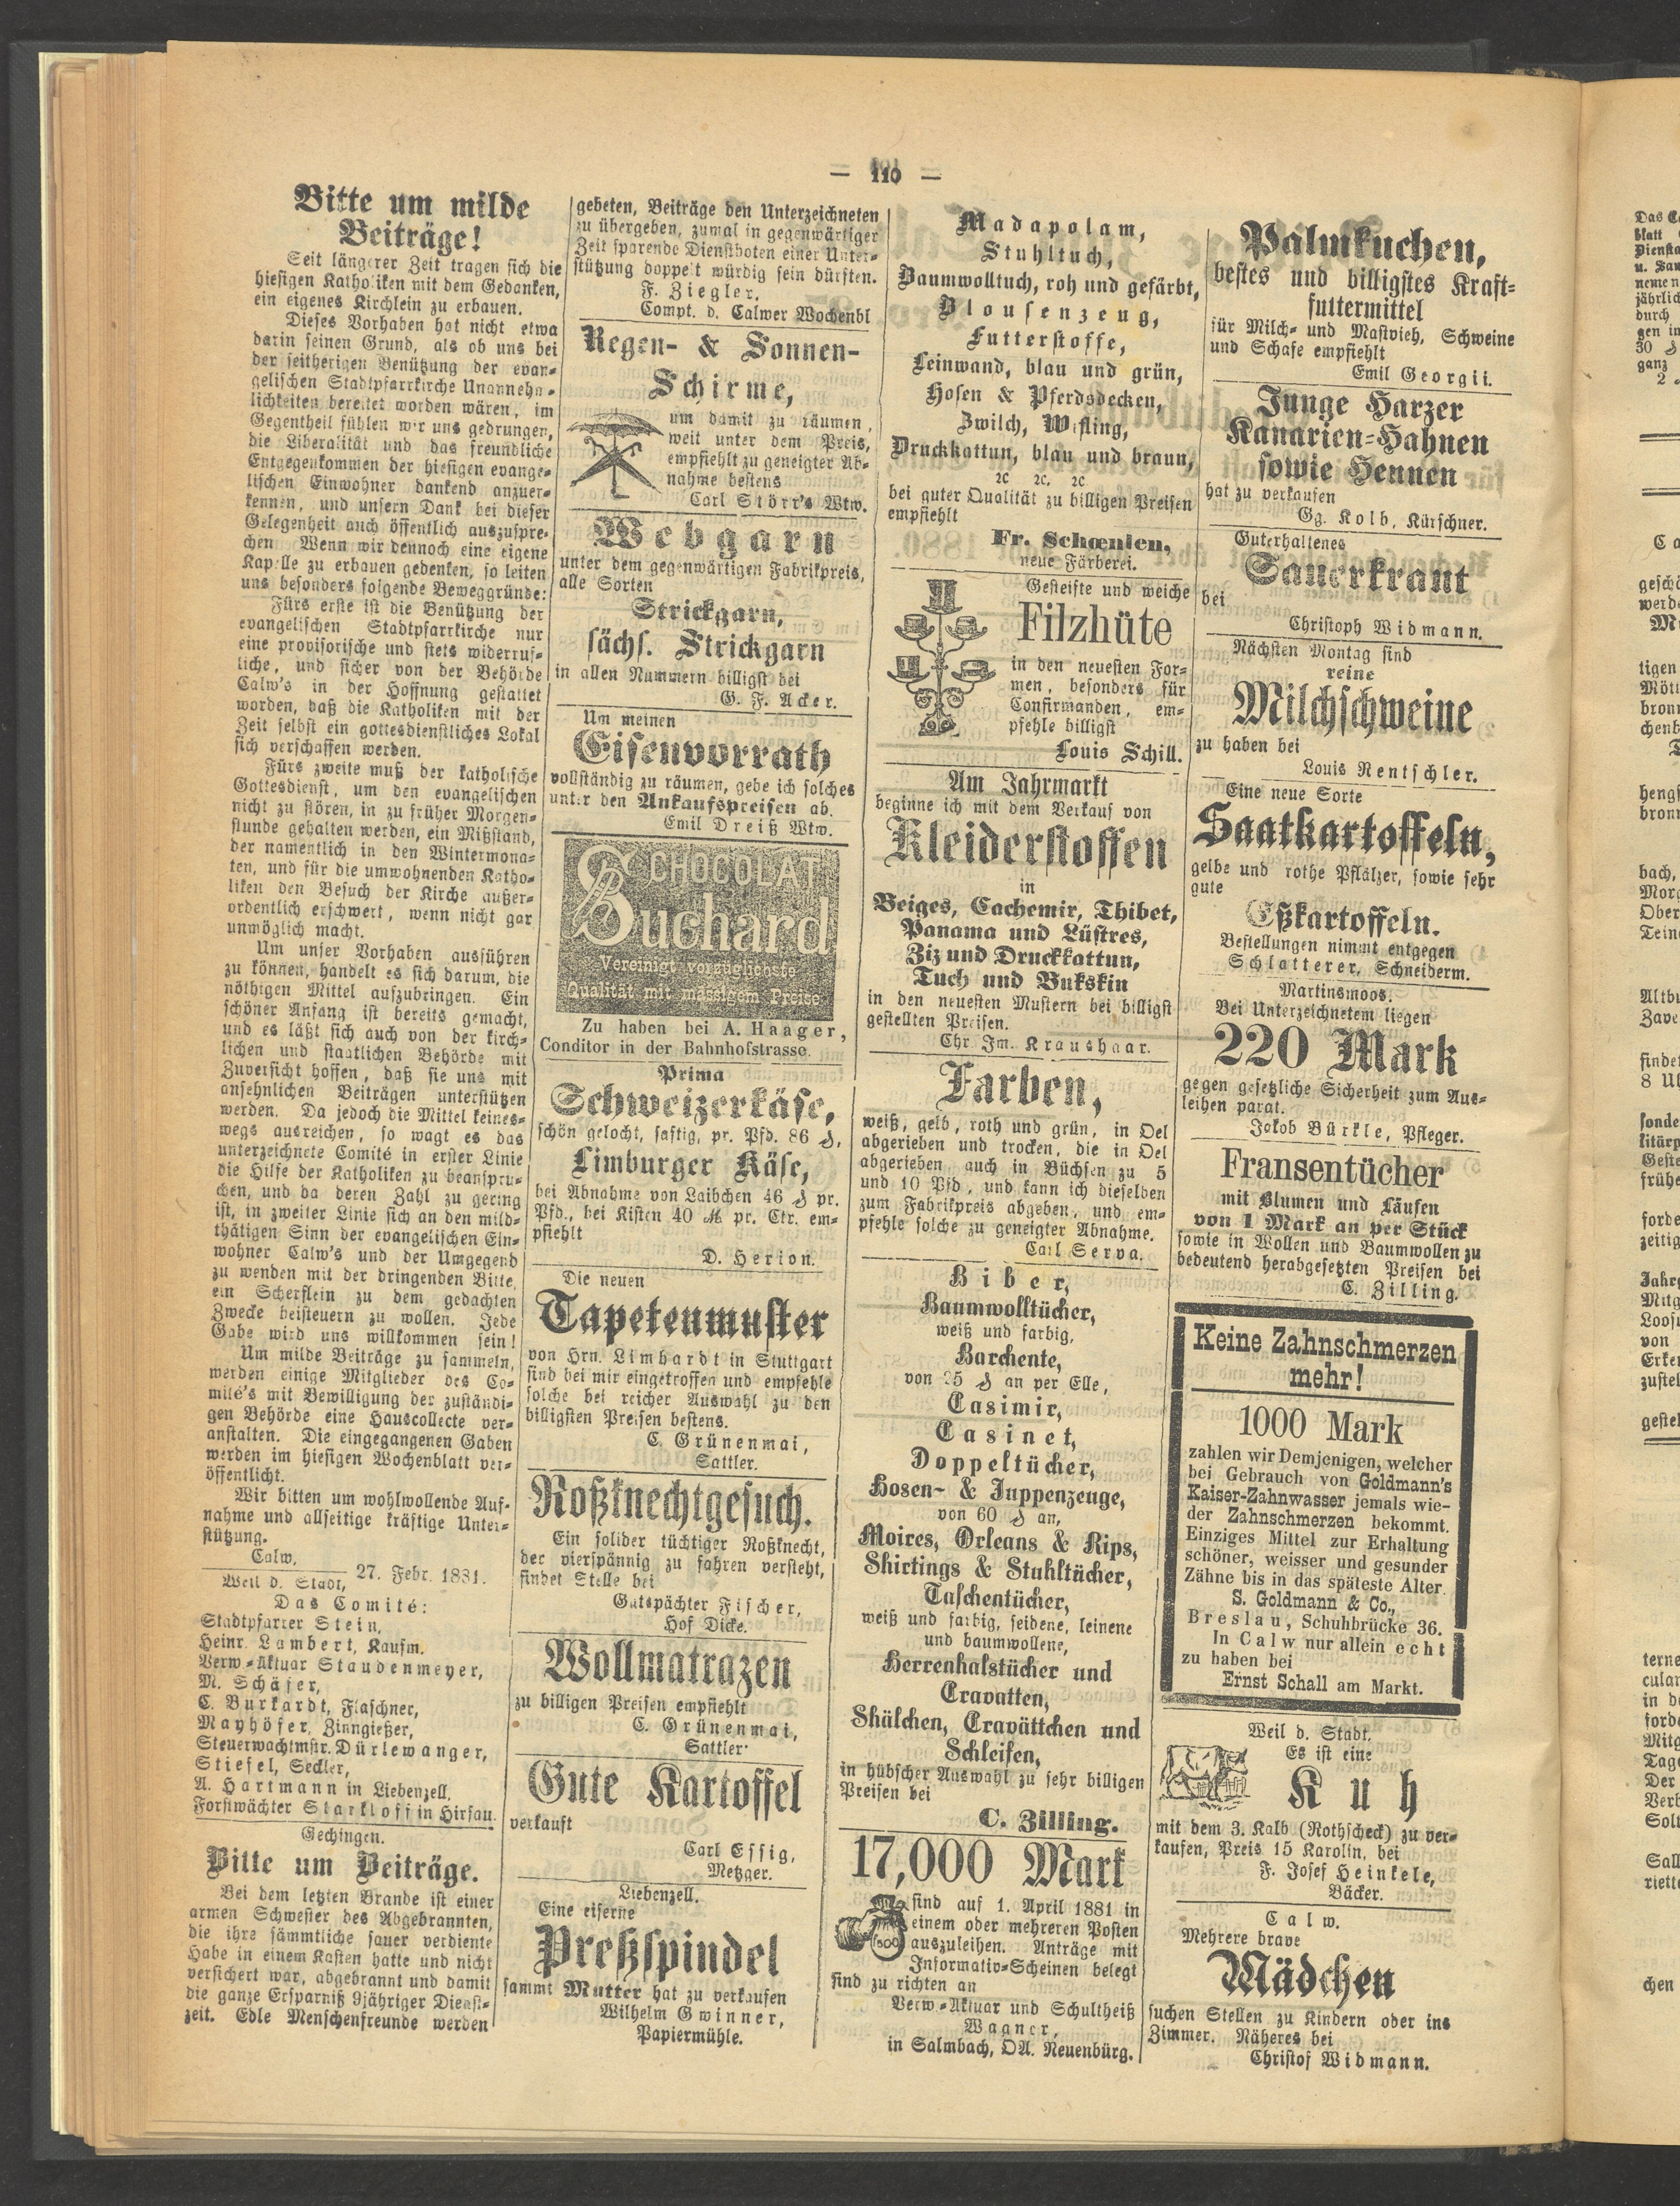 — 110 —
Bitte um milde
Beiträge!
Seit längerer Zeit tragen sich die
hiesigen Katholiken mit dem Gedanken,
ein eigenes Kirchlein zu erbauen.
Dieses Vorhaben hat nicht etwa
darin seinen Grund, als ob uns bei
der seitherigen Benützung der evan-
gelischen Stadtpfarrkirche Unannehm-
lichkeiten bereitet worden wären, im
Gegentheil fühlen wir uns gedrungen,
die Liberalität und das freundliche
Entgegenkommen der hiesigen evange-
lischen Einwohner dankend anzuer-
kennen, und unsern Dank bei dieser
Gelegenheit auch öffentlich auszuspre-
chen Wenn wir dennoch eine eigene
Kapelle zu erbauen gedenken, so leiten
uns besonders folgende Beweggründe:
Fürs erste ist die Benützung der
evangelischen Stadtpfarrkirche nur
eine provisorische und stets widerruf-
liche, und sicher von der Behörde
Calw's in der Hoffnung gestattet
worden, daß die Katholiken mit der
Zeit selbst ein gottesdienstliches Lokal
sich verschaffen werden.
Fürs zweite muß der katholische
Gottesdienst, um den evangelischen
nicht zu stören, in zu früher Morgen-
stunde gehalten werden, ein Mißstand,
der namentlich in den Wintermona-
ten, und für die umwohnenden Katho-
liken den Besuch der Kirche außer-
ordentlich erschwert, wenn nicht gar
unmöglich macht.
Um unser Vorhaben ausführen
zu können, handelt es sich darum, die
nöthigen Mittel aufzubringen. Ein
schöner Anfang ist bereits gemacht,
und es läßt sich auch von der kirch-
lichen und staatlichen Behörde mit
Zuversicht hoffen, daß sie uns mit
ansehnlichen Beiträgen unterstützen
werden. Da jedoch die Mittel keines-
wegs ausreichen, so wagt es das
unterzeichnete Comité in erster Linie
die Hilfe der Katholiken zu beanspru-
chen, und da deren Zahl zu gering
ist, in zweiter Linie sich an den mild-
thätigen Sinn der evangelischen Ein-
wohner Calw's und der Umgegend
zu wenden mit der dringenden Bitte,
ein Scherflein zu dem gedachten
Zwecke beisteuern zu wollen. Jede
Gabe wird uns willkommen sein!
Um milde Beiträge zu sammeln,
werden einige Mitglieder des Co-
mité's mit Bewilligung der zuständi-
gen Behörde eine Hauscollecte ver-
anstalten. Die eingegangenen Gaben
werden im hiesigen Wochenblatt ver-
öffentlicht.
Wir bitten um wohlwollende Auf-
nahme und allseitige kräftige Unter-
stützung.
Calw,
Weil d. Stadt, 27. Febr. 1881.
Das Comité:
Stadtpfarrer Stein,
Heinr. Lambert, Kaufm.
Verw.-Aktuar Staudenmeyer,
M. Schäfer,
C. Burkardt, Flaschner,
Mayhöfer, Zinngießer,
Steuerwachtmstr. Dürlewanger,
Stiefel, Seckler,
A. Hartmann in Liebenzell.
Forstwächter Starkloff in Hirsau.
Gechingen.
Bitte um Beiträge.
Bei dem letzten Brande ist einer
armen Schwester des Abgebrannten,
die ihre sämmtliche sauer verdiente
Habe in einem Kasten hatte und nicht
versichert war, abgebrannt und damit
die ganze Ersparniß 9jähriger Dienst-
zeit. Edle Menschenfreunde werden
gebeten, Beiträge den Unterzeichneten
zu übergeben, zumal in gegenwärtiger
Zeit sparende Dienstboten einer Unter-
stützung doppelt würdig sein dürften.
F. Ziegler,
Compt. d. Calwer Wochenbl
Regen- & Sonnen-
Schirme,
um damit zu räumen,
weit unter dem Preis,
empfiehlt zu geneigter Ab-
nahme bestens
Carl Störr's Wtw.
Webgarn
unter dem gegenwärtigen Fabrikpreis,
alle Sorten
Strickgarn,
sächs. Strickgarn
in allen Nummern billigst bei
G. F. Acker.
Um meinen
Eisenvorrath
vollständig zu räumen, gebe ich solches
unter den Ankaufspreisen ab.
Emil Dreiß Wtw.
CHOCOLAT
Suchard
Vereinigt vorzüglichste
Qualität mit mässigem Preise
Zu haben bei A. Haager,
Conditor in der Bahnhofstrasse.
Prima
Schweizerkäse,
schön gelocht, saftig, pr. Pfd. 86 ₰,
Limburger Käse,
bei Abnahme von Laibchen 46 ₰ pr.
Pfd., bei Kisten 40 ℳ pr. Ctr. em-
pfiehlt
D. Herion.
Die neuen
Tapetenmuster
von Hrn. Limbardt in Stuttgart
sind bei mir eingetroffen und empfehle
solche bei reicher Auswahl zu den
billigsten Preisen bestens.
C. Grünenmai,
Sattler.
Roßknechtgesuch.
Ein solider tüchtiger Roßknecht,
der vierspännig zu fahren versteht,
findet Stelle bei
Gutspächter Fischer,
Hof Dicke.
Wollmatrazen
zu billigen Preisen empfiehlt
C. Grünenmai,
Sattler
Gute Kartoffel
verkauft
Carl Essig,
Metzger.
Liebenzell.
Eine eiserne
Preßspindel
sammt Mutter hat zu verkaufen
Wilhelm Gwinner,
Papiermühle.
Madapolam,
Stuhltuch,
Baumwolltuch, roh und gefärbt,
Blousenzeug,
Futterstoffe,
Leinwand, blau und grün,
Hosen & Pferdsdecken,
Zwilch, Wifling,
Druckkattun, blau und braun,
ꝛc ꝛc. ꝛc
bei guter Qualität zu billigen Preisen
empfiehlt
Fr. Schœnlen,
neue Färberei.
Gesteifte und weiche
Filzhüte
in den neuesten For-
men, besonders für
Confirmanden, em-
pfehle billigst
Louis Schill.
Am Jahrmarkt
beginne ich mit dem Verkauf von
Kleiderstoffen
in
Beiges, Cachemir, Thibet,
Panama und Lüstres,
Ziz und Druckkattun,
Tuch und Bukskin
in den neuesten Mustern bei billigst
gestellten Preisen.
Chr. Im. Kraushaar.
Farben,
weiß, gelb, roth und grün, in Oel
abgerieben und trocken, die in Oel
abgerieben auch in Büchsen zu 5
und 10 Pfd., und kann ich dieselben
zum Fabrikpreis abgeben, und em-
pfehle solche zu geneigter Abnahme.
Carl Serva.
Biber,
Baumwolltücher,
weiß und farbig,
Barchente,
von 25 ₰ an per Elle,
Casimir,
Casinet,
Doppeltücher,
Hosen- & Juppenzeuge,
von 60 ₰ an,
Moires, Orleans & Rips,
Shirtings & Stuhltücher,
Taschentücher,
weiß und farbig, seidene, leinene
und baumwollene,
Herrenhalstücher und
Cravatten,
Shälchen, Cravättchen und
Schleifen,
in hübscher Auswahl zu sehr billigen
Preisen bei
C. Zilling.
17,000 Mark
sind auf 1. April 1881 in
einem oder mehreren Posten
auszuleihen. Anträge mit
Informativ-Scheinen belegt
sind zu richten an
Verw.-Aktuar und Schultheiß
Wagner,
in Salmbach, OA. Neuenbürg.
Palmkuchen,
bestes und billigstes Kraft-
futtermittel
für Milch- und Mastvieh, Schweine
und Schafe empfiehlt
Emil Georgii.
Junge Harzer
Kanarien-Hahnen
sowie Hennen
hat zu verkaufen
Gg. Kolb, Kürschner.
Guterhaltenes
Sauerkraut
bei
Christoph Widmann.
Nächsten Montag sind
reine
Milchschweine
zu haben bei
Louis Rentschler.
Eine neue Sorte
Saatkartoffeln,
gelbe und rothe Pfälzer, sowie sehr
gute
Eßkartoffeln.
Bestellungen nimmt entgegen
Schlatterer, Schneiderm.
Martinsmoos.
Bei Unterzeichnetem liegen
220 Mark
gegen gesetzliche Sicherheit zum Aus-
leihen parat.
Jakob Bürkle, Pfleger.
Fransentücher
mit Blumen und Läufen
von 1 Mark an per Stück
sowie in Wollen und Baumwollen zu
bedeutend herabgesetzten Preisen bei
C. Zilling.
Keine Zahnschmerzen
mehr!
1000 Mark
zahlen wir Demjenigen, welcher
bei Gebrauch von Goldmann's
Kaiser-Zahnwasser jemals wie-
der Zahnschmerzen bekommt.
Einziges Mittel zur Erhaltung
schöner, weisser und gesunder
Zähne bis in das späteste Alter.
S. Goldmann & Co.,
Breslau, Schuhbrücke 36.
In Calw nur allein echt
zu haben bei
Ernst Schall am Markt.
Weil d. Stadt.
Es ist eine
Kuh
mit dem 3. Kalb (Rothscheck) zu ver-
kaufen, Preis 15 Karolin, bei
F. Josef Heinkele,
Bäcker.
Calw.
Mehrere brave
Mädchen
suchen Stellen zu Kindern oder ins
Zimmer. Näheres bei
Christof Widmann.